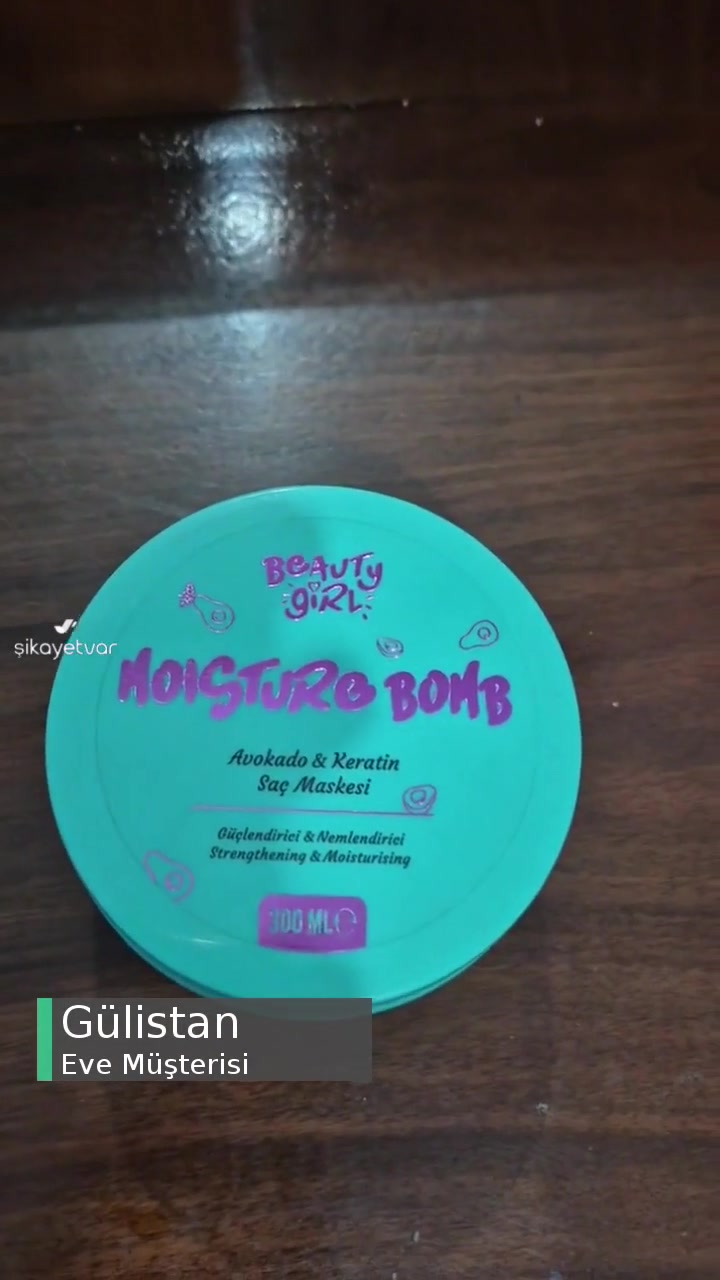 BEAUTY
GIRL
MOISTURE BOMB
şikayetvar
Avokado & Keratin
Saç Maskesi
Güçlendirici & Nemlendirici
Strengthening & Moisturising
300 ML e
Gülistan
Eve Müşterisi